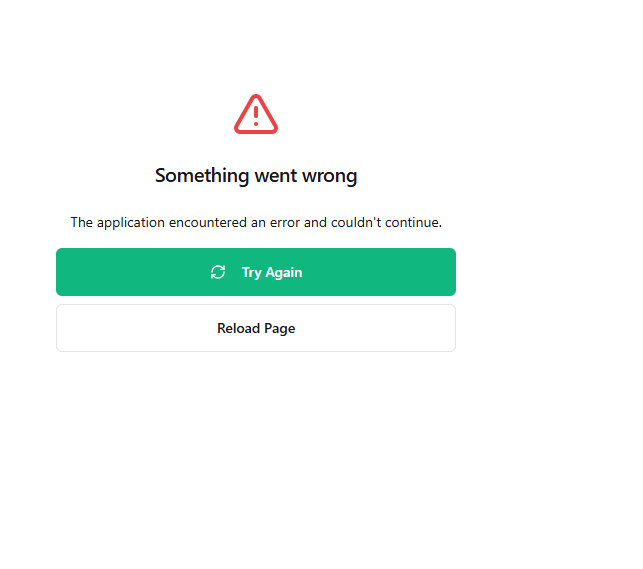 Something went wrong
The application encountered an error and couldn't continue.
Try Again
Reload Page